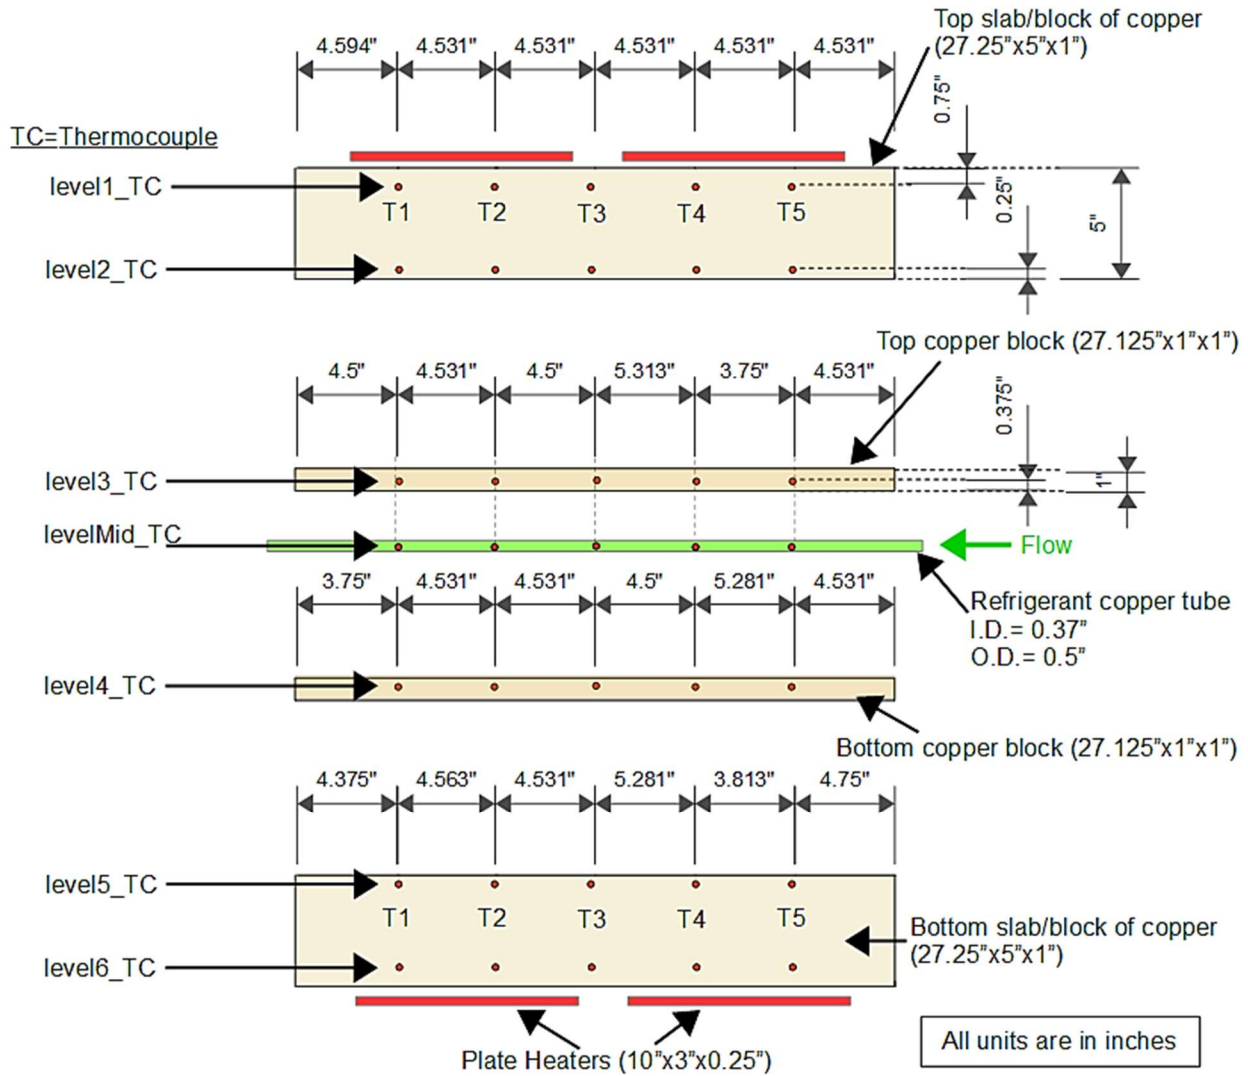 Top slab/block of copper
(27.25"x5"x1")
4.594" 4.531" 4.531" 4.531" 4.531" 4.531"
0.75"
TC=Thermocouple
level1_TC
T1 T2 T3 T4 T5
0.25"
5"
level2_TC
Top copper block (27.125"x1"x1")
4.5" 4.531" 4.5" 5.313" 3.75" 4.531"
0.375"
level3_TC
1"
levelMid_TC
Flow
3.75" 4.531" 4.531" 4.5" 5.281" 4.531"
Refrigerant copper tube
I.D.= 0.37"
O.D.= 0.5"
level4_TC
Bottom copper block (27.125"x1"x1")
4.375" 4.563" 4.531" 5.281" 3.813" 4.75"
level5_TC
T1 T2 T3 T4 T5
Bottom slab/block of copper
(27.25"x5"x1")
level6_TC
Plate Heaters (10"x3"x0.25")
All units are in inches